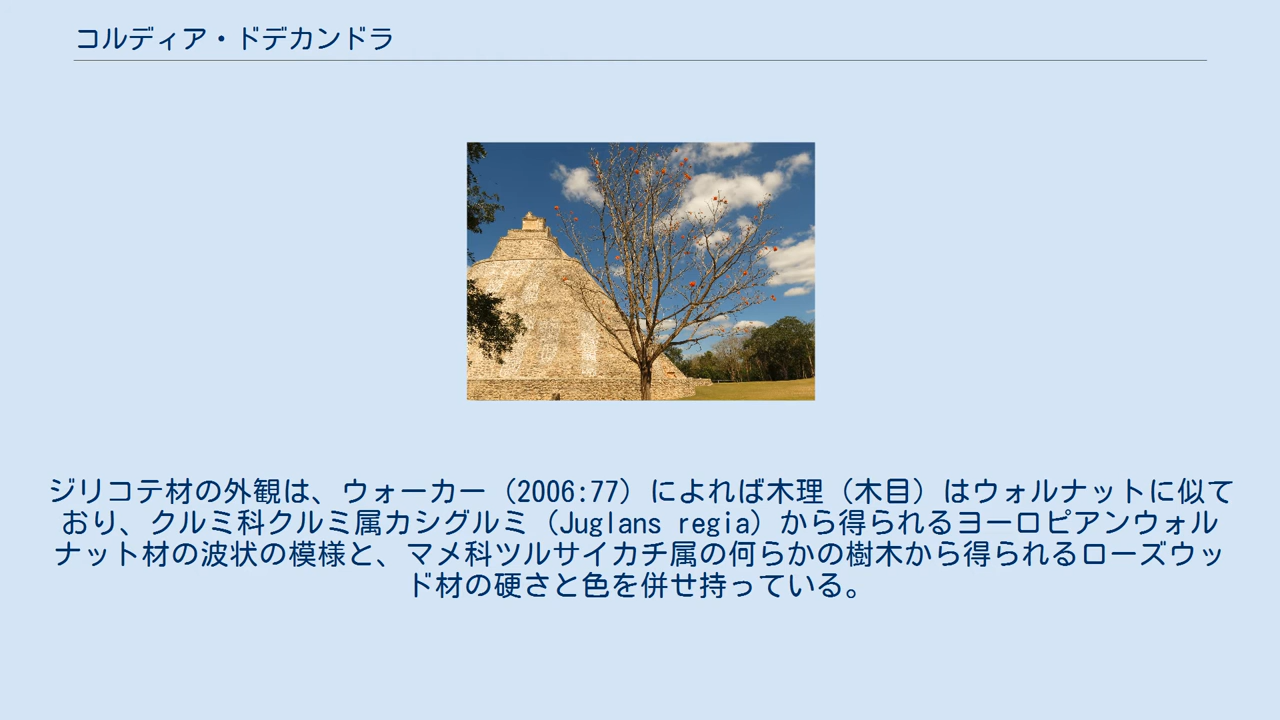 コルディア・ドデカンドラ
ジリコテ材の外観は、ウォーカー（2006:77）によれば木理（木目）はウォルナットに似て
おり、クルミ科クルミ属カシグルミ（Juglans regia）から得られるヨーロピアンウォル
ナット材の波状の模様と、マメ科ツルサイカチ属の何らかの樹木から得られるローズウッ
ド材の硬さと色を併せ持っている。